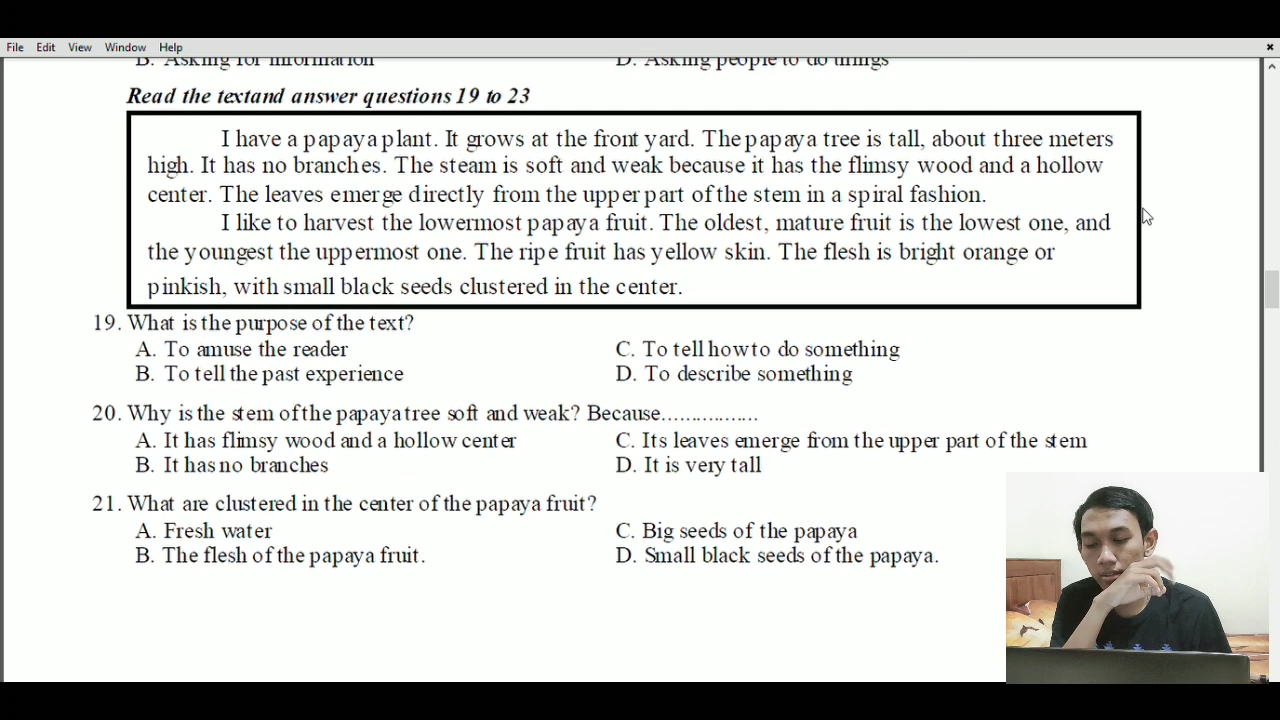 File Edit View Window Help
B. Asking for information D. Asking people to do things
Read the textand answer questions 19 to 23
I have a papaya plant. It grows at the front yard. The papaya tree is tall, about three meters
high. It has no branches. The steam is soft and weak because it has the flimsy wood and a hollow
center. The leaves emerge directly from the upper part of the stem in a spiral fashion.
I like to harvest the lowermost papaya fruit. The oldest, mature fruit is the lowest one, and
the youngest the uppermost one. The ripe fruit has yellow skin. The flesh is bright orange or
pinkish, with small black seeds clustered in the center.
19. What is the purpose of the text?
A. To amuse the reader C. To tell how to do something
B. To tell the past experience D. To describe something
20. Why is the stem of the papaya tree soft and weak? Because.................
A. It has flimsy wood and a hollow center C. Its leaves emerge from the upper part of the stem
B. It has no branches D. It is very tall
21. What are clustered in the center of the papaya fruit?
A. Fresh water C. Big seeds of the papaya
B. The flesh of the papaya fruit. D. Small black seeds of the papaya.